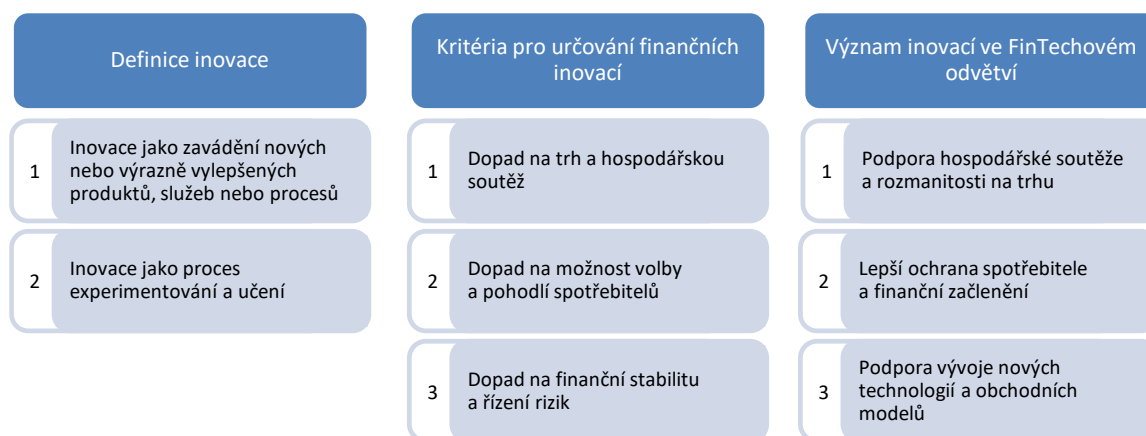 Definice inovace
1
Inovace jako zavádění nových
nebo výrazně vylepšených
produktů, služeb nebo procesů
2
Inovace jako proces
experimentování a učení
Kritéria pro určování finančních
inovací
1
Dopad na trh a hospodářskou
soutěž
2
Dopad na možnost volby
a pohodlí spotřebitelů
3
Dopad na finanční stabilitu
a řízení rizik
Význam inovací ve FinTechovém
odvětví
1
Podpora hospodářské soutěže
a rozmanitosti na trhu
2
Lepší ochrana spotřebitele
a finanční začlenění
3
Podpora vývoje nových
technologií a obchodních
modelů